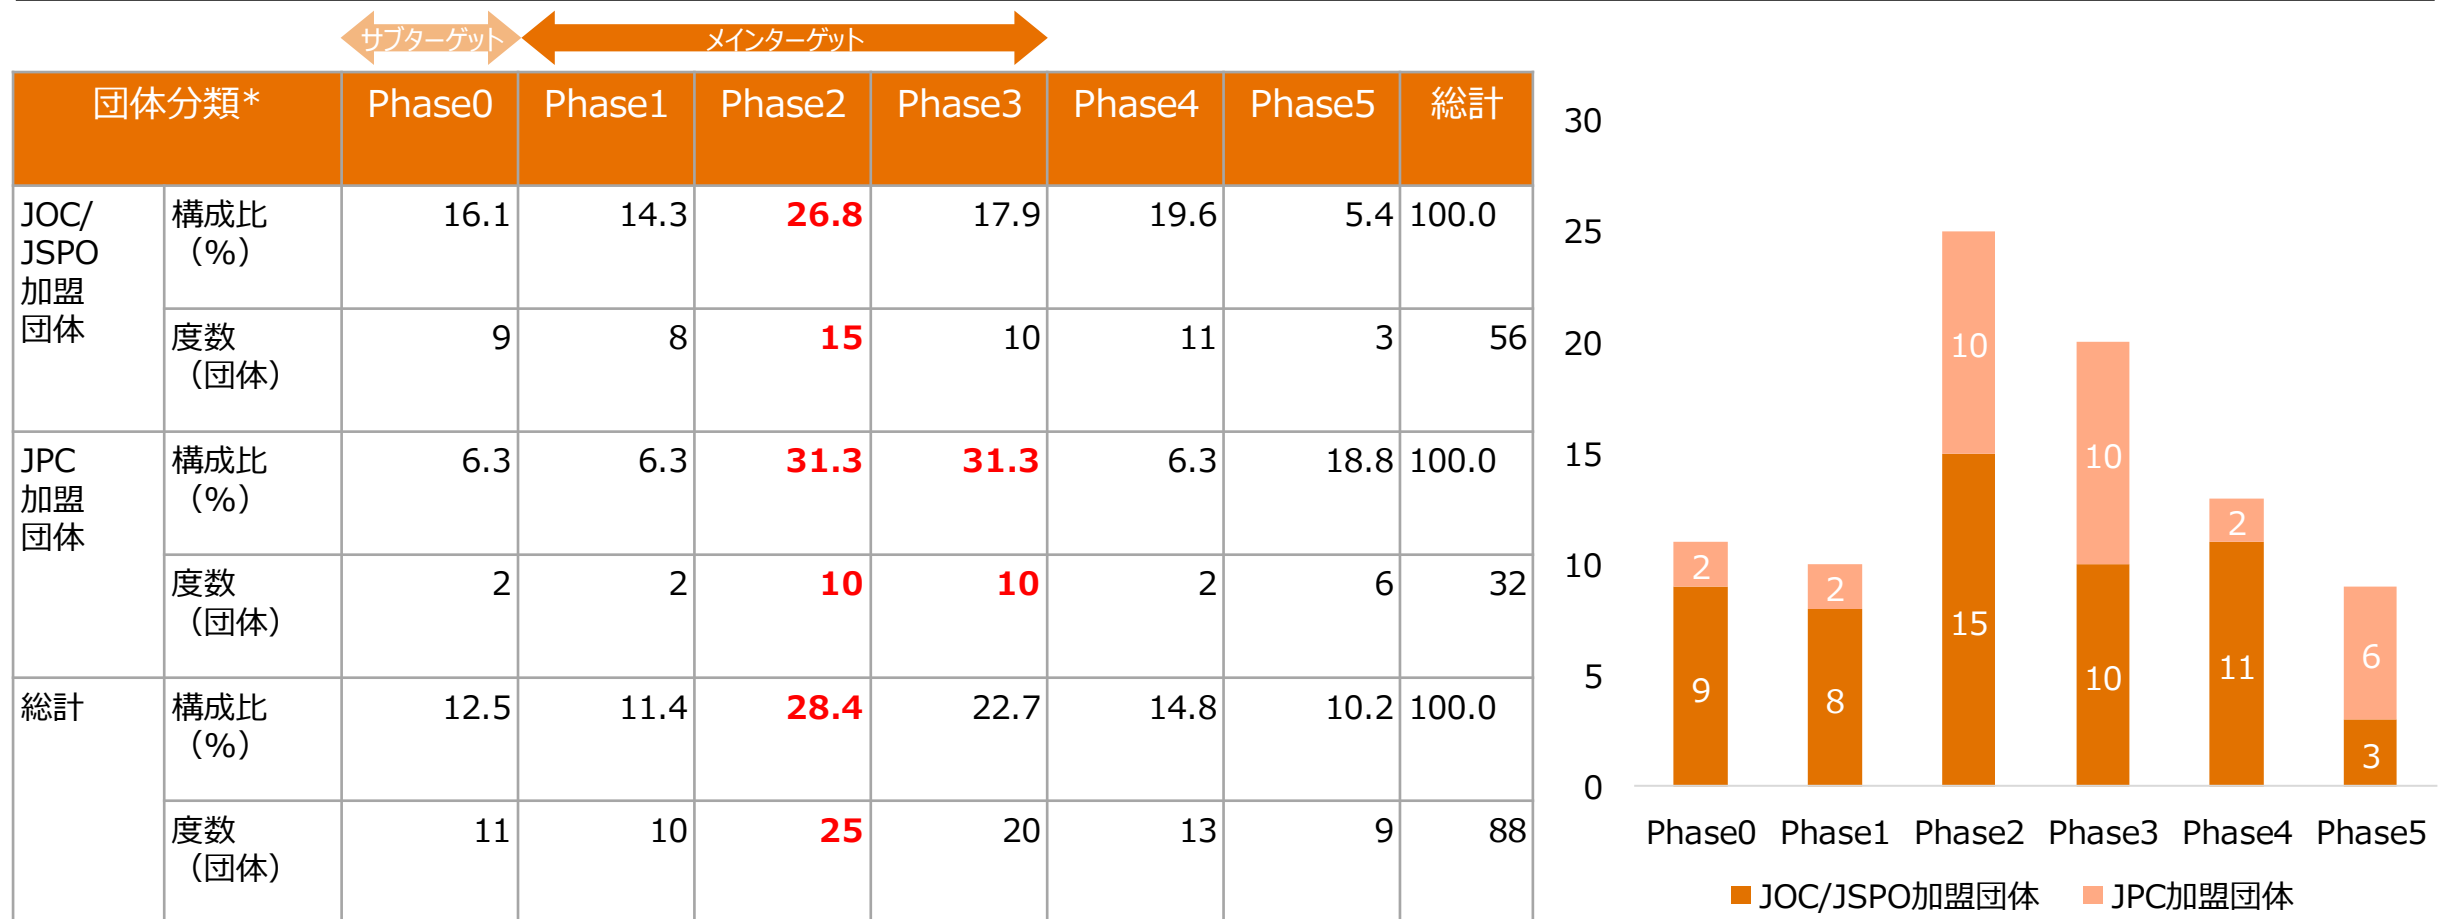 サブターゲット メインターゲット
団体分類* Phase0 Phase1 Phase2 Phase3 Phase4 Phase5 総計
JOC/
JSPO
加盟
団体
構成比
（%）
16.1 14.3 26.8 17.9 19.6 5.4 100.0
度数
（団体）
9 8 15 10 11 3 56
JPC
加盟
団体
構成比
（%）
6.3 6.3 31.3 31.3 6.3 18.8 100.0
度数
（団体）
2 2 10 10 2 6 32
総計
構成比
（%）
12.5 11.4 28.4 22.7 14.8 10.2 100.0
度数
（団体）
11 10 25 20 13 9 88
30
25
20
15
10
5
0
2 2 10 10 2 6
9 8 15 10 11 3
Phase0 Phase1 Phase2 Phase3 Phase4 Phase5
JOC/JSPO加盟団体 JPC加盟団体